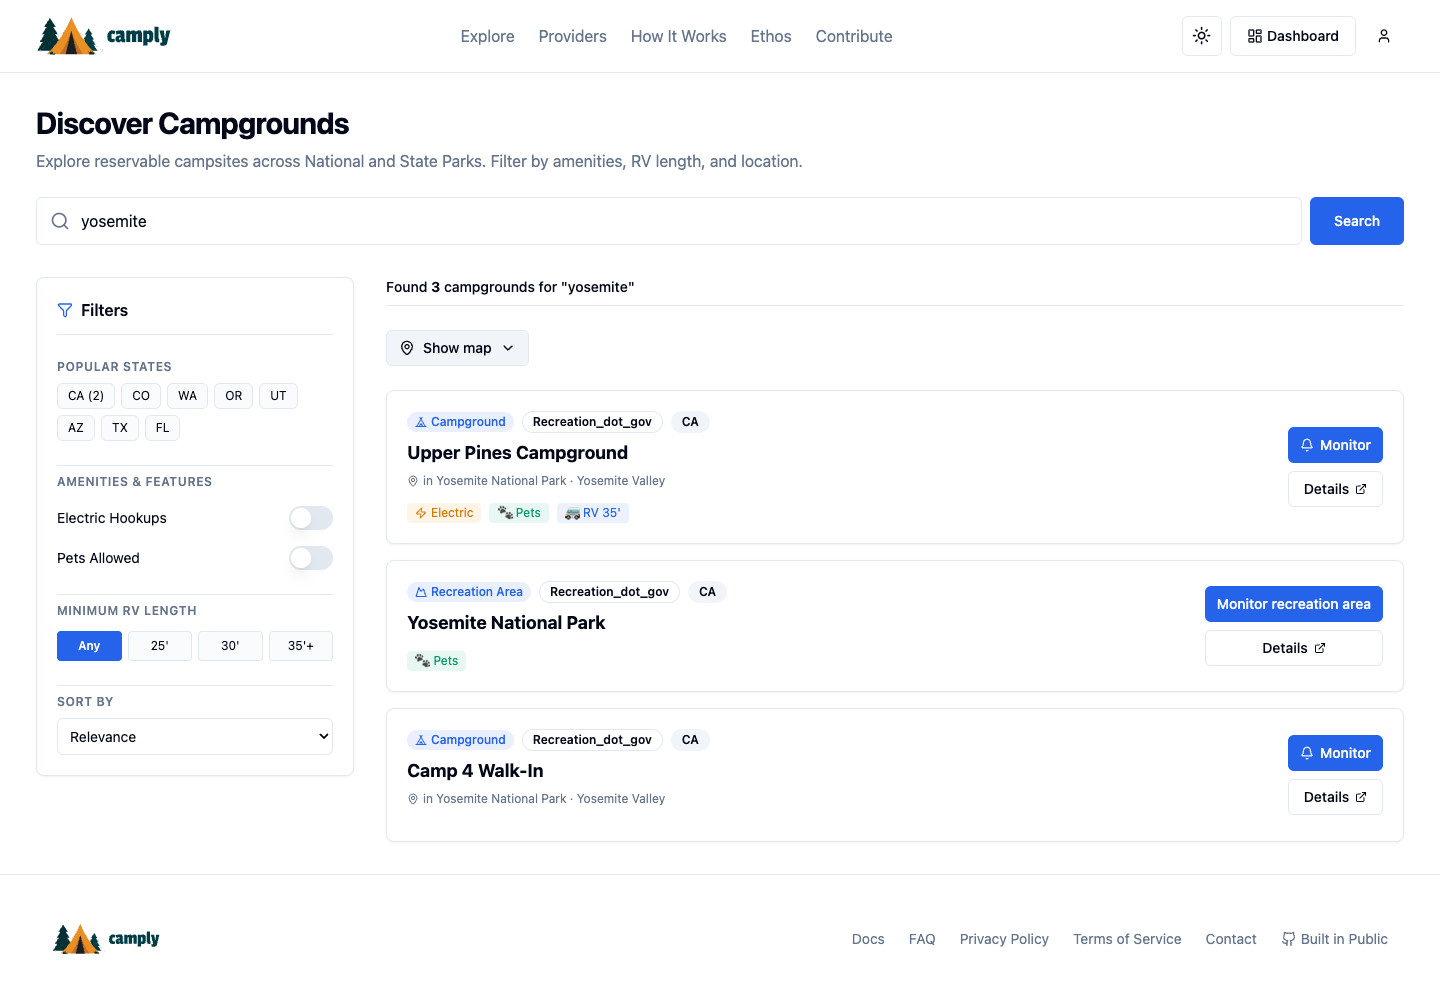 camply
Explore Providers How It Works Ethos Contribute
Dashboard
Discover Campgrounds
Explore reservable campsites across National and State Parks. Filter by amenities, RV length, and location.
yosemite
Search
Filters
POPULAR STATES
CA (2) CO WA OR UT
AZ TX FL
AMENITIES & FEATURES
Electric Hookups
Pets Allowed
MINIMUM RV LENGTH
Any 25' 30' 35'+
SORT BY
Relevance
Found 3 campgrounds for "yosemite"
Show map
Campground Recreation_dot_gov CA
Upper Pines Campground
in Yosemite National Park · Yosemite Valley
Electric Pets RV 35'
Monitor
Details
Recreation Area Recreation_dot_gov CA
Yosemite National Park
Pets
Monitor recreation area
Details
Campground Recreation_dot_gov CA
Camp 4 Walk-In
in Yosemite National Park · Yosemite Valley
Monitor
Details
camply
Docs FAQ Privacy Policy Terms of Service Contact Built in Public